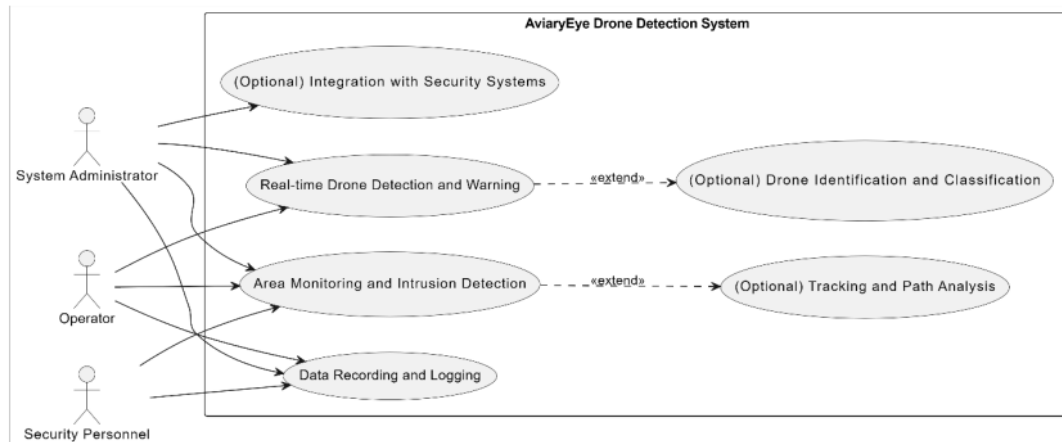 AviaryEye Drone Detection System
(Optional) Integration with Security Systems
System Administrator
Real-time Drone Detection and Warning
«extend»
(Optional) Drone Identification and Classification
Operator
Area Monitoring and Intrusion Detection
«extend»
(Optional) Tracking and Path Analysis
Data Recording and Logging
Security Personnel